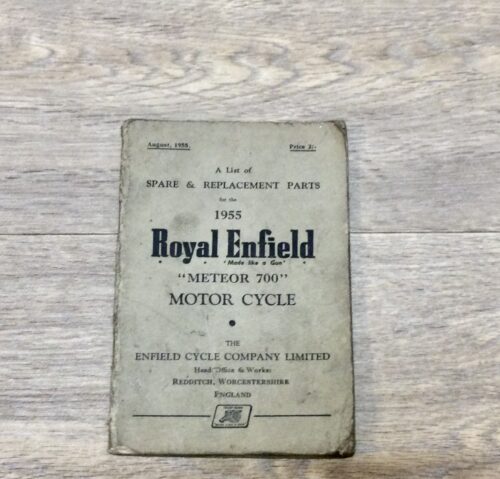 August, 1955.
Price 2/-
A List of
SPARE & REPLACEMENT PARTS
for the
1955
Royal Enfield
"Made like a Gun"
"METEOR 700"
MOTOR CYCLE
THE
ENFIELD CYCLE COMPANY LIMITED
Head Office & Works:
REDDITCH, WORCESTERSHIRE
ENGLAND